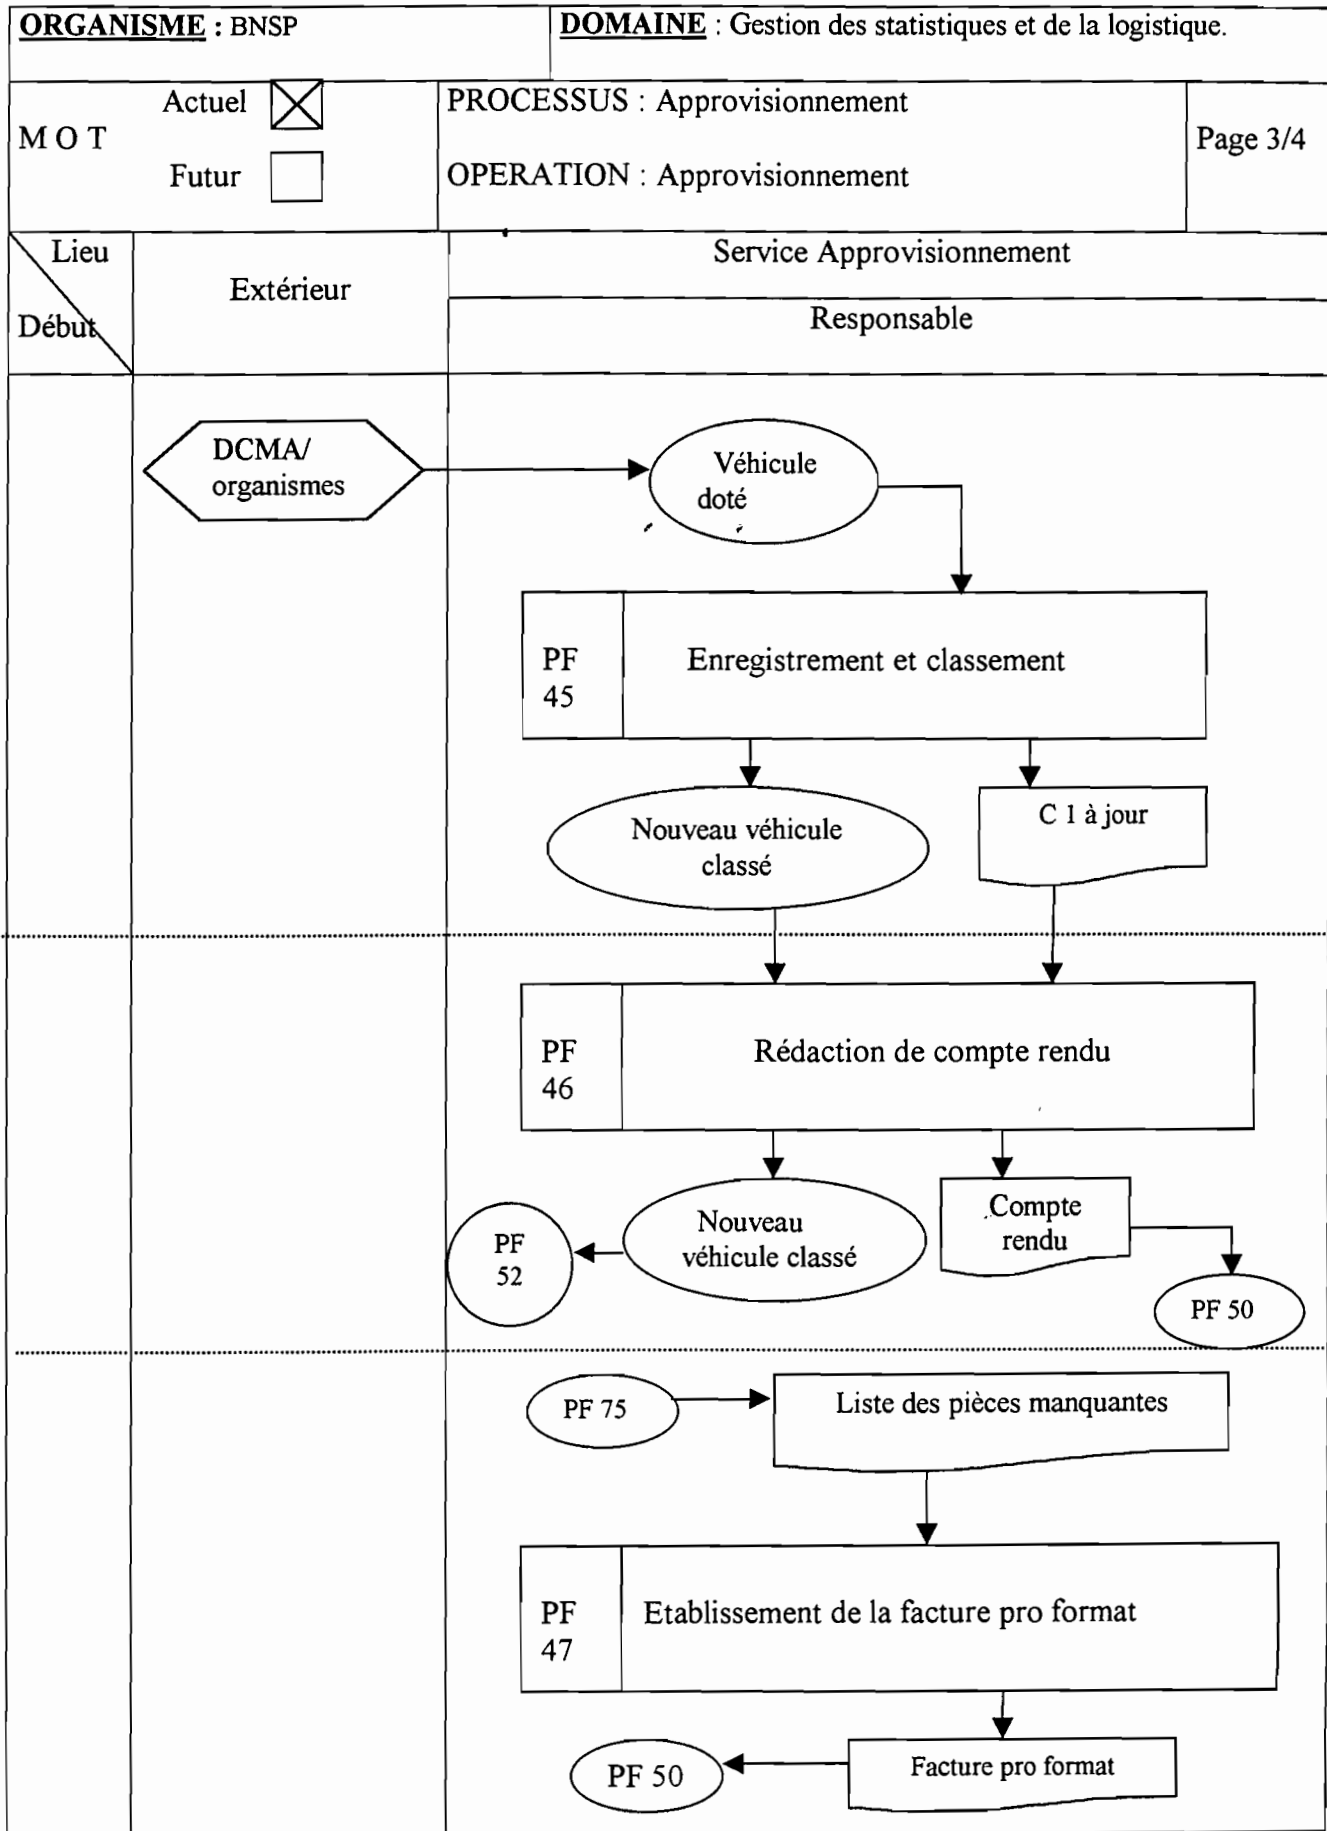 ORGANISME : BNSP
DOMAINE : Gestion des statistiques et de la logistique.
M O T
Actuel
Futur
PROCESSUS : Approvisionnement
OPERATION : Approvisionnement
Page 3/4
Lieu
Début
Extérieur
Service Approvisionnement
Responsable
DCMA/
organismes
Véhicule
doté
PF
45
Enregistrement et classement
Nouveau véhicule
classé
C 1 à jour
PF
46
Rédaction de compte rendu
PF
52
Nouveau
véhicule classé
Compte
rendu
PF 50
PF 75
Liste des pièces manquantes
PF
47
Etablissement de la facture pro format
PF 50
Facture pro format